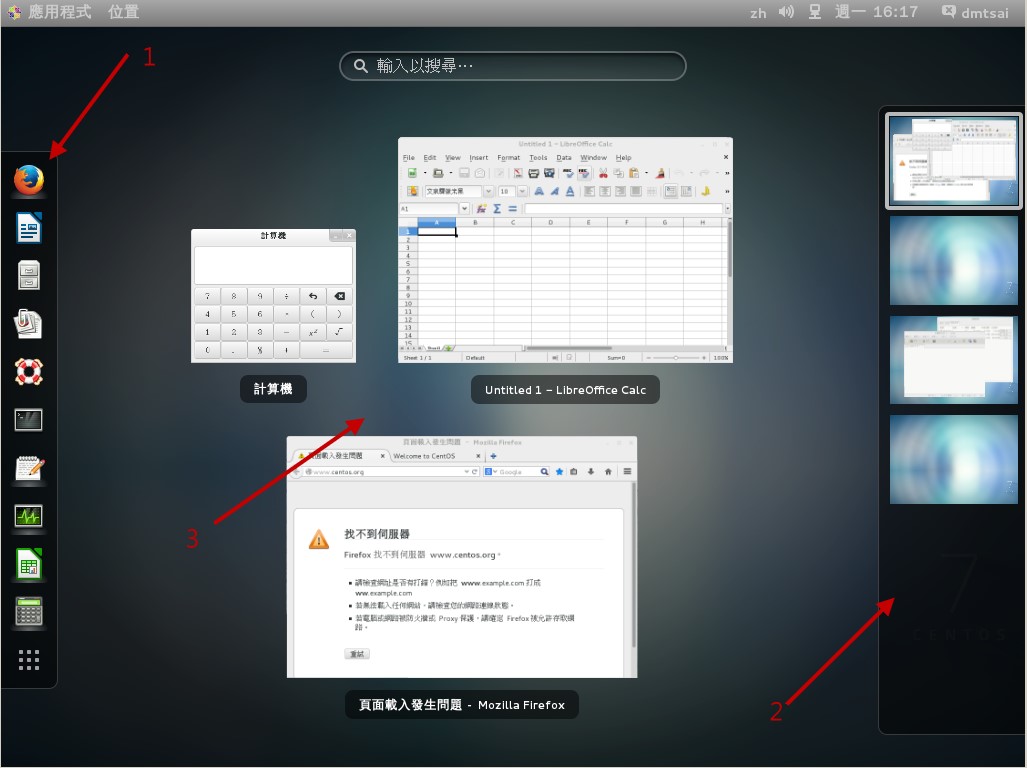 應用程式 位置
zh 週一 16:17 dmtsai
1
輸入以搜尋…
Untitled 1 - LibreOffice Calc
File Edit View Insert Format Tools Data Window Help
18
A1
A B C D E F G H
1
2
3
4
5
6
7
8
9
10
11
12
13
14
15
Sheet 1 / 1 Default Sum=0 100%
計算機
7 8 9 ÷
4 5 6 ( )
1 2 3 − x² √
0 . % + =
計算機
Untitled 1 – LibreOffice Calc
3
頁面載入發生問題 - Mozilla Firefox
頁面載入發生問題 Welcome to CentOS
www.centos.org Google
找不到伺服器
Firefox 找不到伺服器 www.centos.org。
請檢查網址是否有打錯？例如把 www.example.com 打成
ww.example.com
若無法載入任何網站，請檢查您的網路連線狀態。
若電腦或網路被防火牆或 Proxy 保護，請確定 Firefox 被允許存取網
路。
重試
頁面載入發生問題 - Mozilla Firefox
7
CENTOS
2